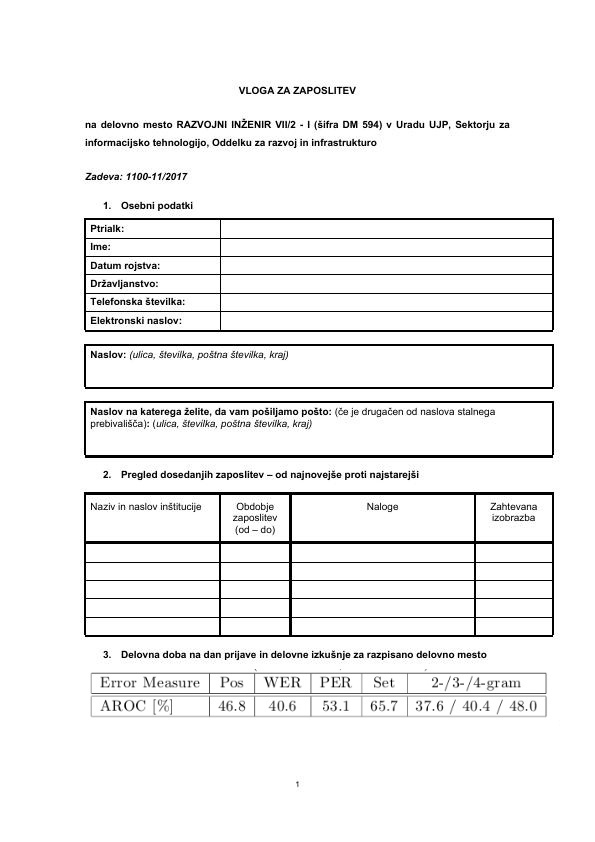 VLOGA ZA ZAPOSLITEV
na delovno mesto RAZVOJNI INŽENIR VII/2 - I (šifra DM 594) v Uradu UJP, Sektorju za
informacijsko tehnologijo, Oddelku za razvoj in infrastrukturo
Zadeva: 1100-11/2017
1. Osebni podatki
Ptrialk:
Ime:
Datum rojstva:
Državljanstvo:
Telefonska številka:
Elektronski naslov:
Naslov: (ulica, številka, poštna številka, kraj)
Naslov na katerega želite, da vam pošiljamo pošto: (če je drugačen od naslova stalnega
prebivališča): (ulica, številka, poštna številka, kraj)
2. Pregled dosedanjih zaposlitev – od najnovejše proti najstarejši
Naziv in naslov inštitucije Obdobje zaposlitev (od – do) Naloge Zahtevana izobrazba
3. Delovna doba na dan prijave in delovne izkušnje za razpisano delovno mesto
Error Measure Pos WER PER Set 2-/3-/4-gram
AROC [%] 46.8 40.6 53.1 65.7 37.6 / 40.4 / 48.0
1